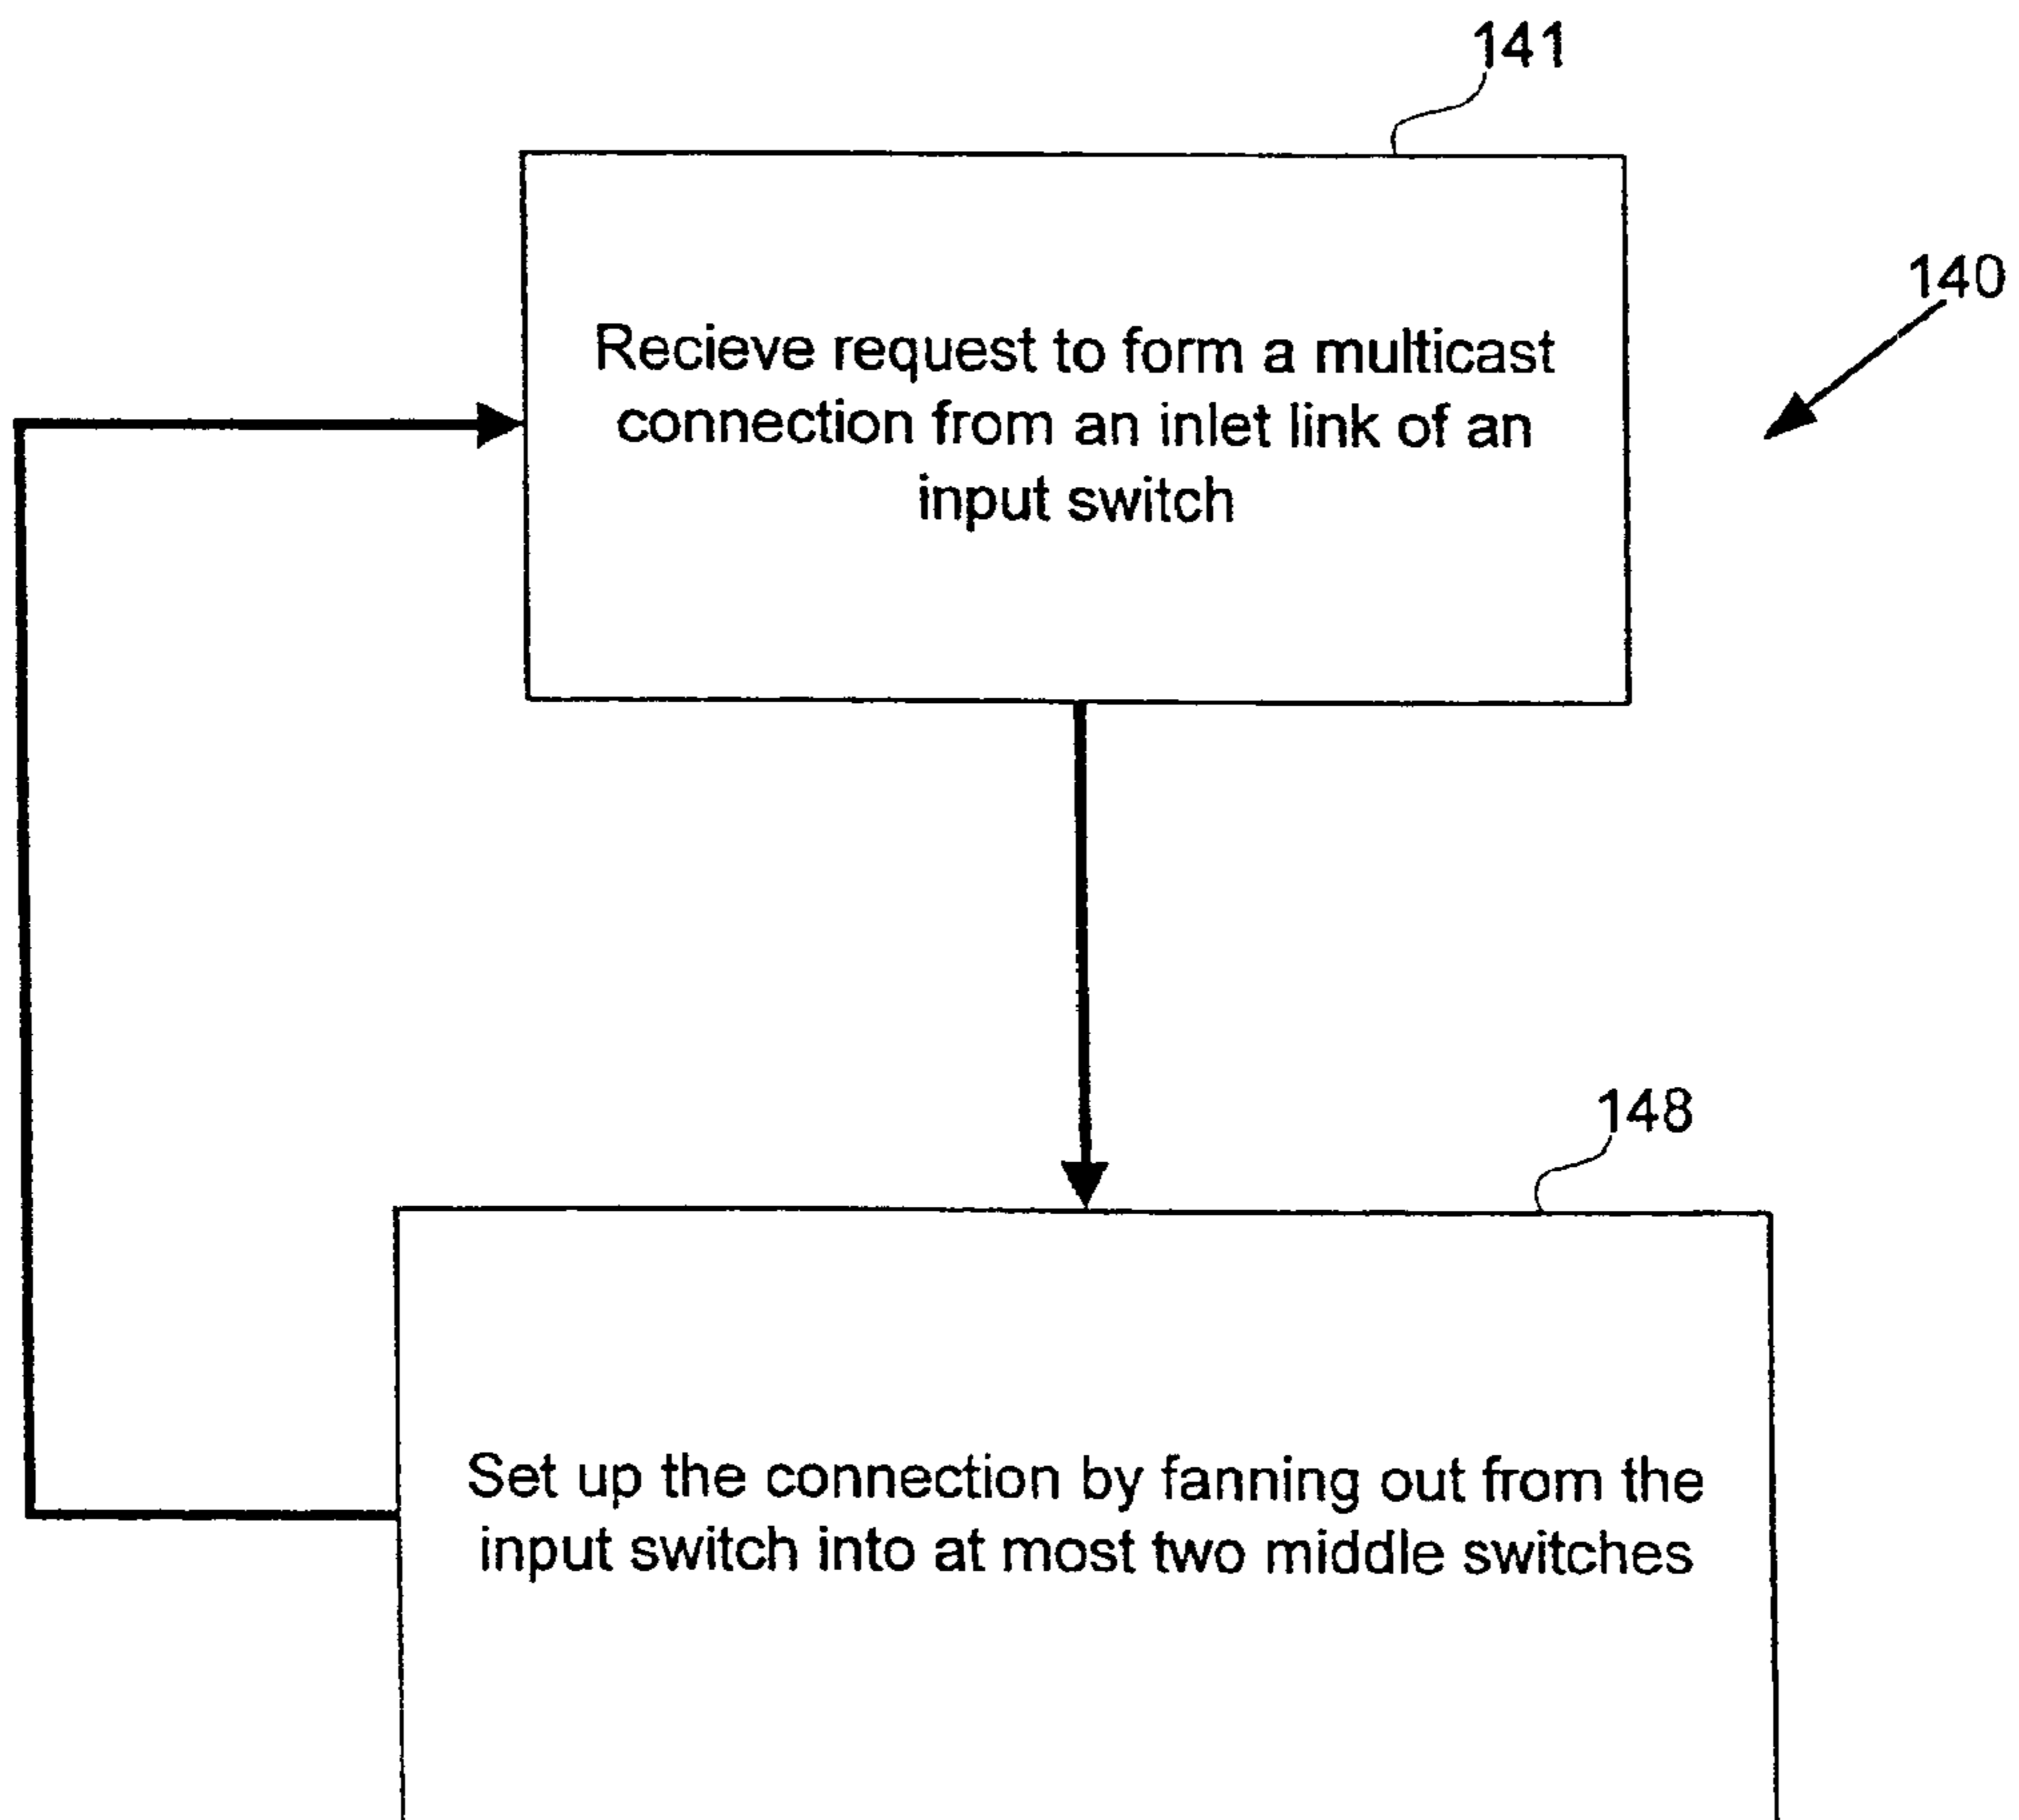 141
140
Recieve request to form a multicast
connection from an inlet link of an
input switch
148
Set up the connection by fanning out from the
input switch into at most two middle switches